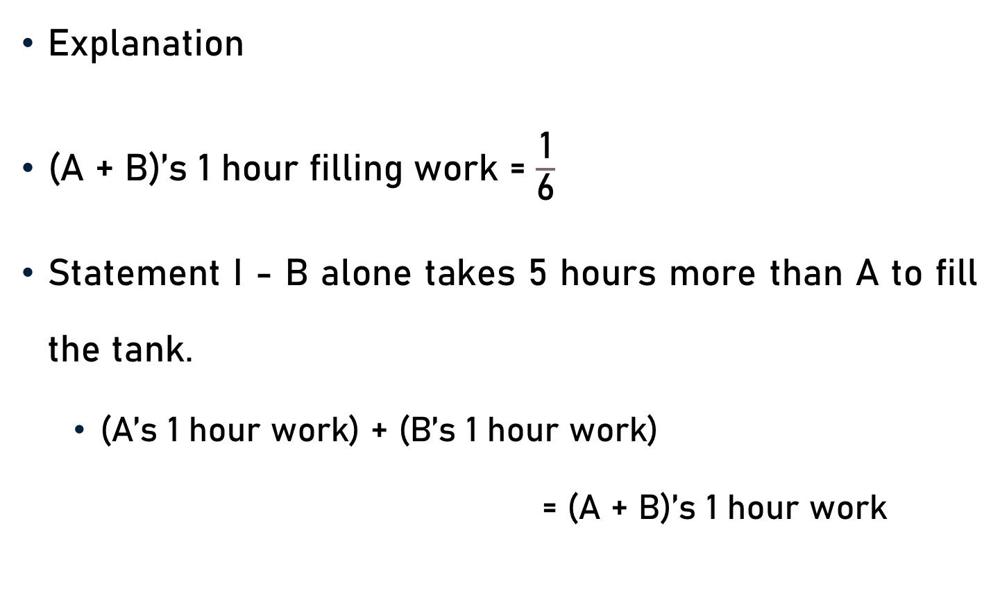 • Explanation
• (A + B)’s 1 hour filling work = 1/6
• Statement I - B alone takes 5 hours more than A to fill
the tank.
• (A’s 1 hour work) + (B’s 1 hour work)
= (A + B)’s 1 hour work